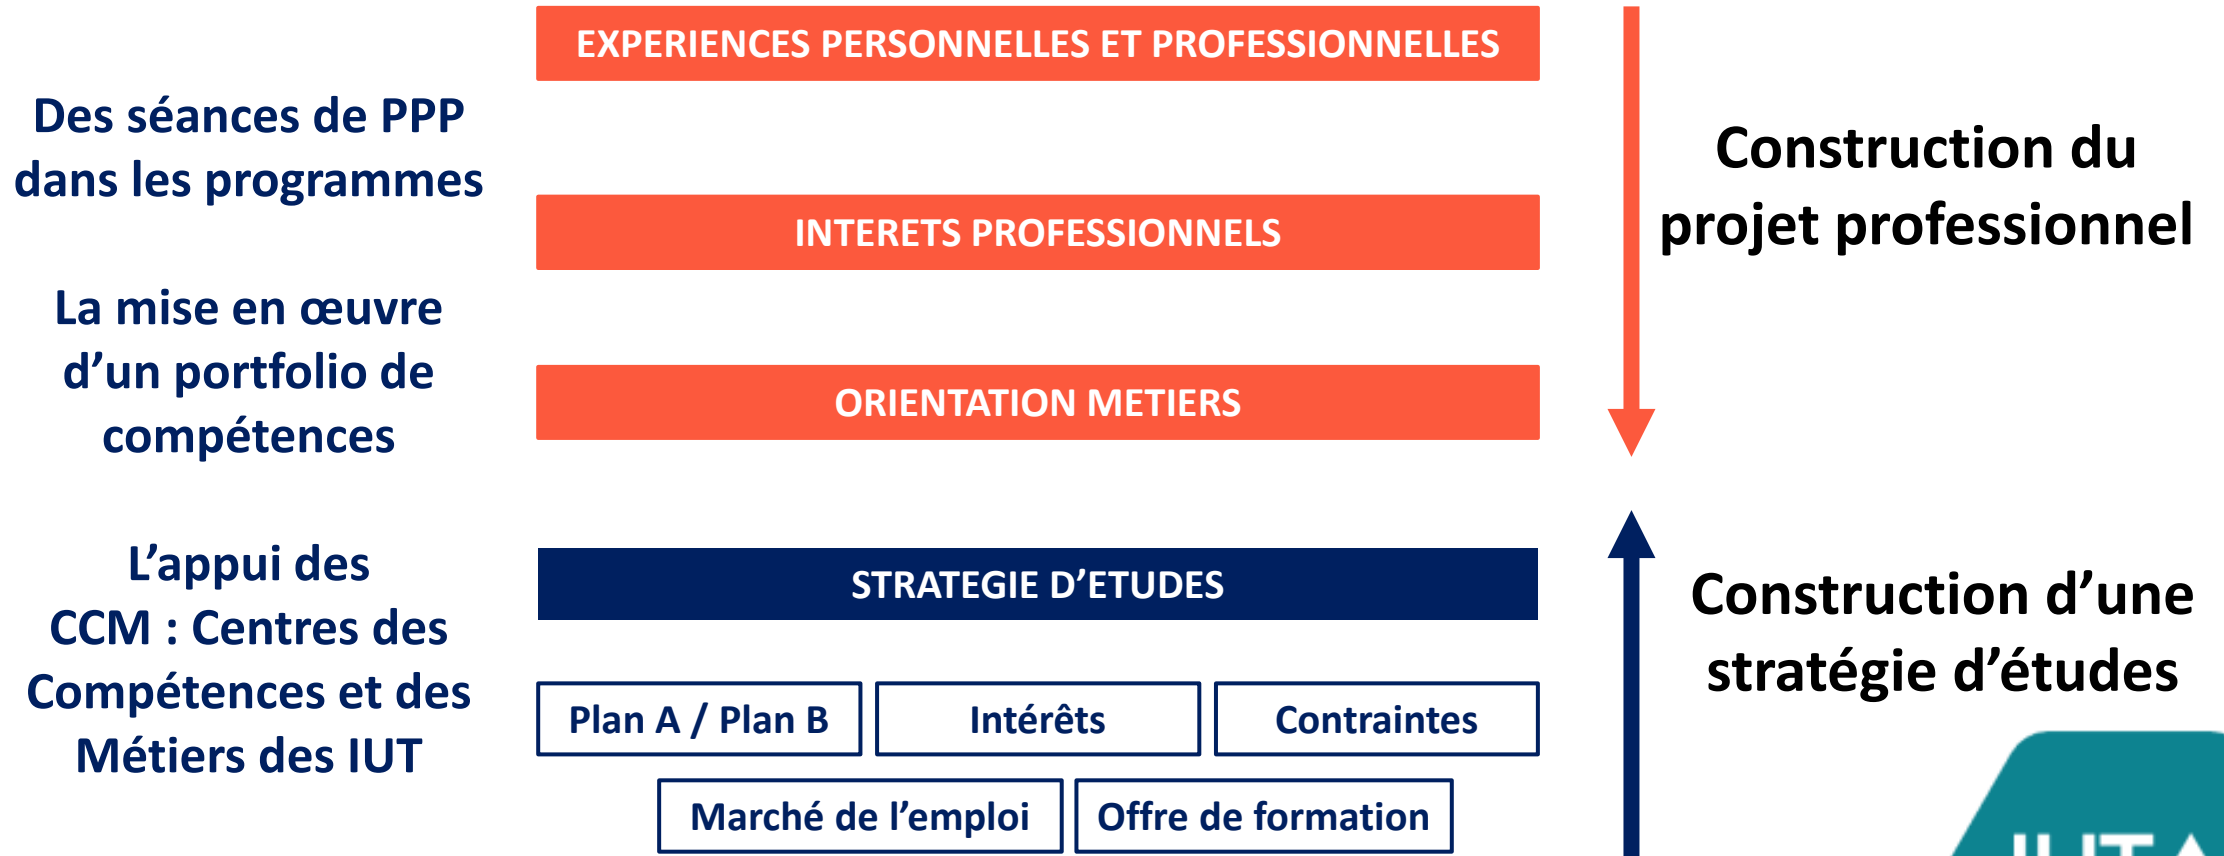 Des séances de PPP
dans les programmes
La mise en œuvre
d’un portfolio de
compétences
L’appui des
CCM : Centres des
Compétences et des
Métiers des IUT
EXPERIENCES PERSONNELLES ET PROFESSIONNELLES
INTERETS PROFESSIONNELS
ORIENTATION METIERS
STRATEGIE D’ETUDES
Plan A / Plan B
Intérêts
Contraintes
Marché de l’emploi
Offre de formation
Construction du
projet professionnel
Construction d’une
stratégie d’études